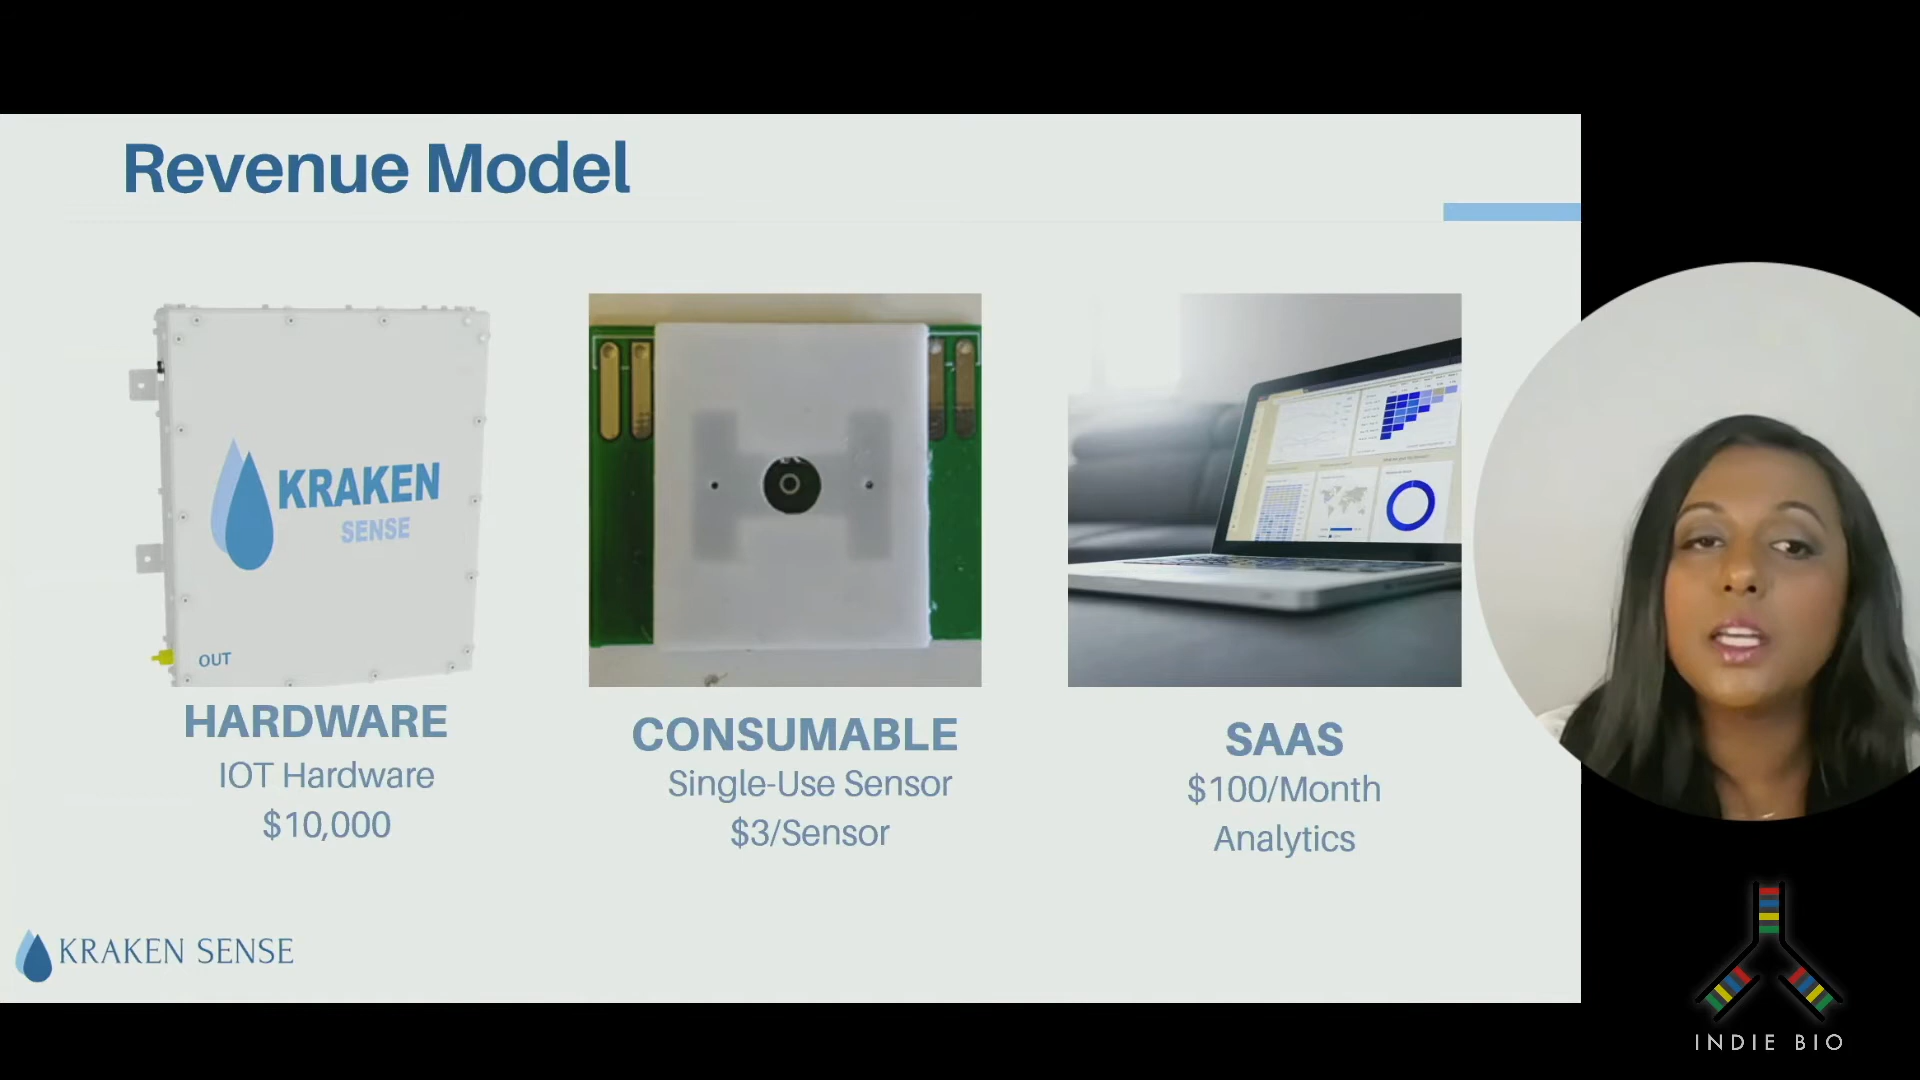 Revenue Model
KRAKEN
SENSE
OUT
HARDWARE
IOT Hardware
$10,000
CONSUMABLE
Single-Use Sensor
$3/Sensor
SAAS
$100/Month
Analytics
KRAKEN SENSE
INDIE BIO